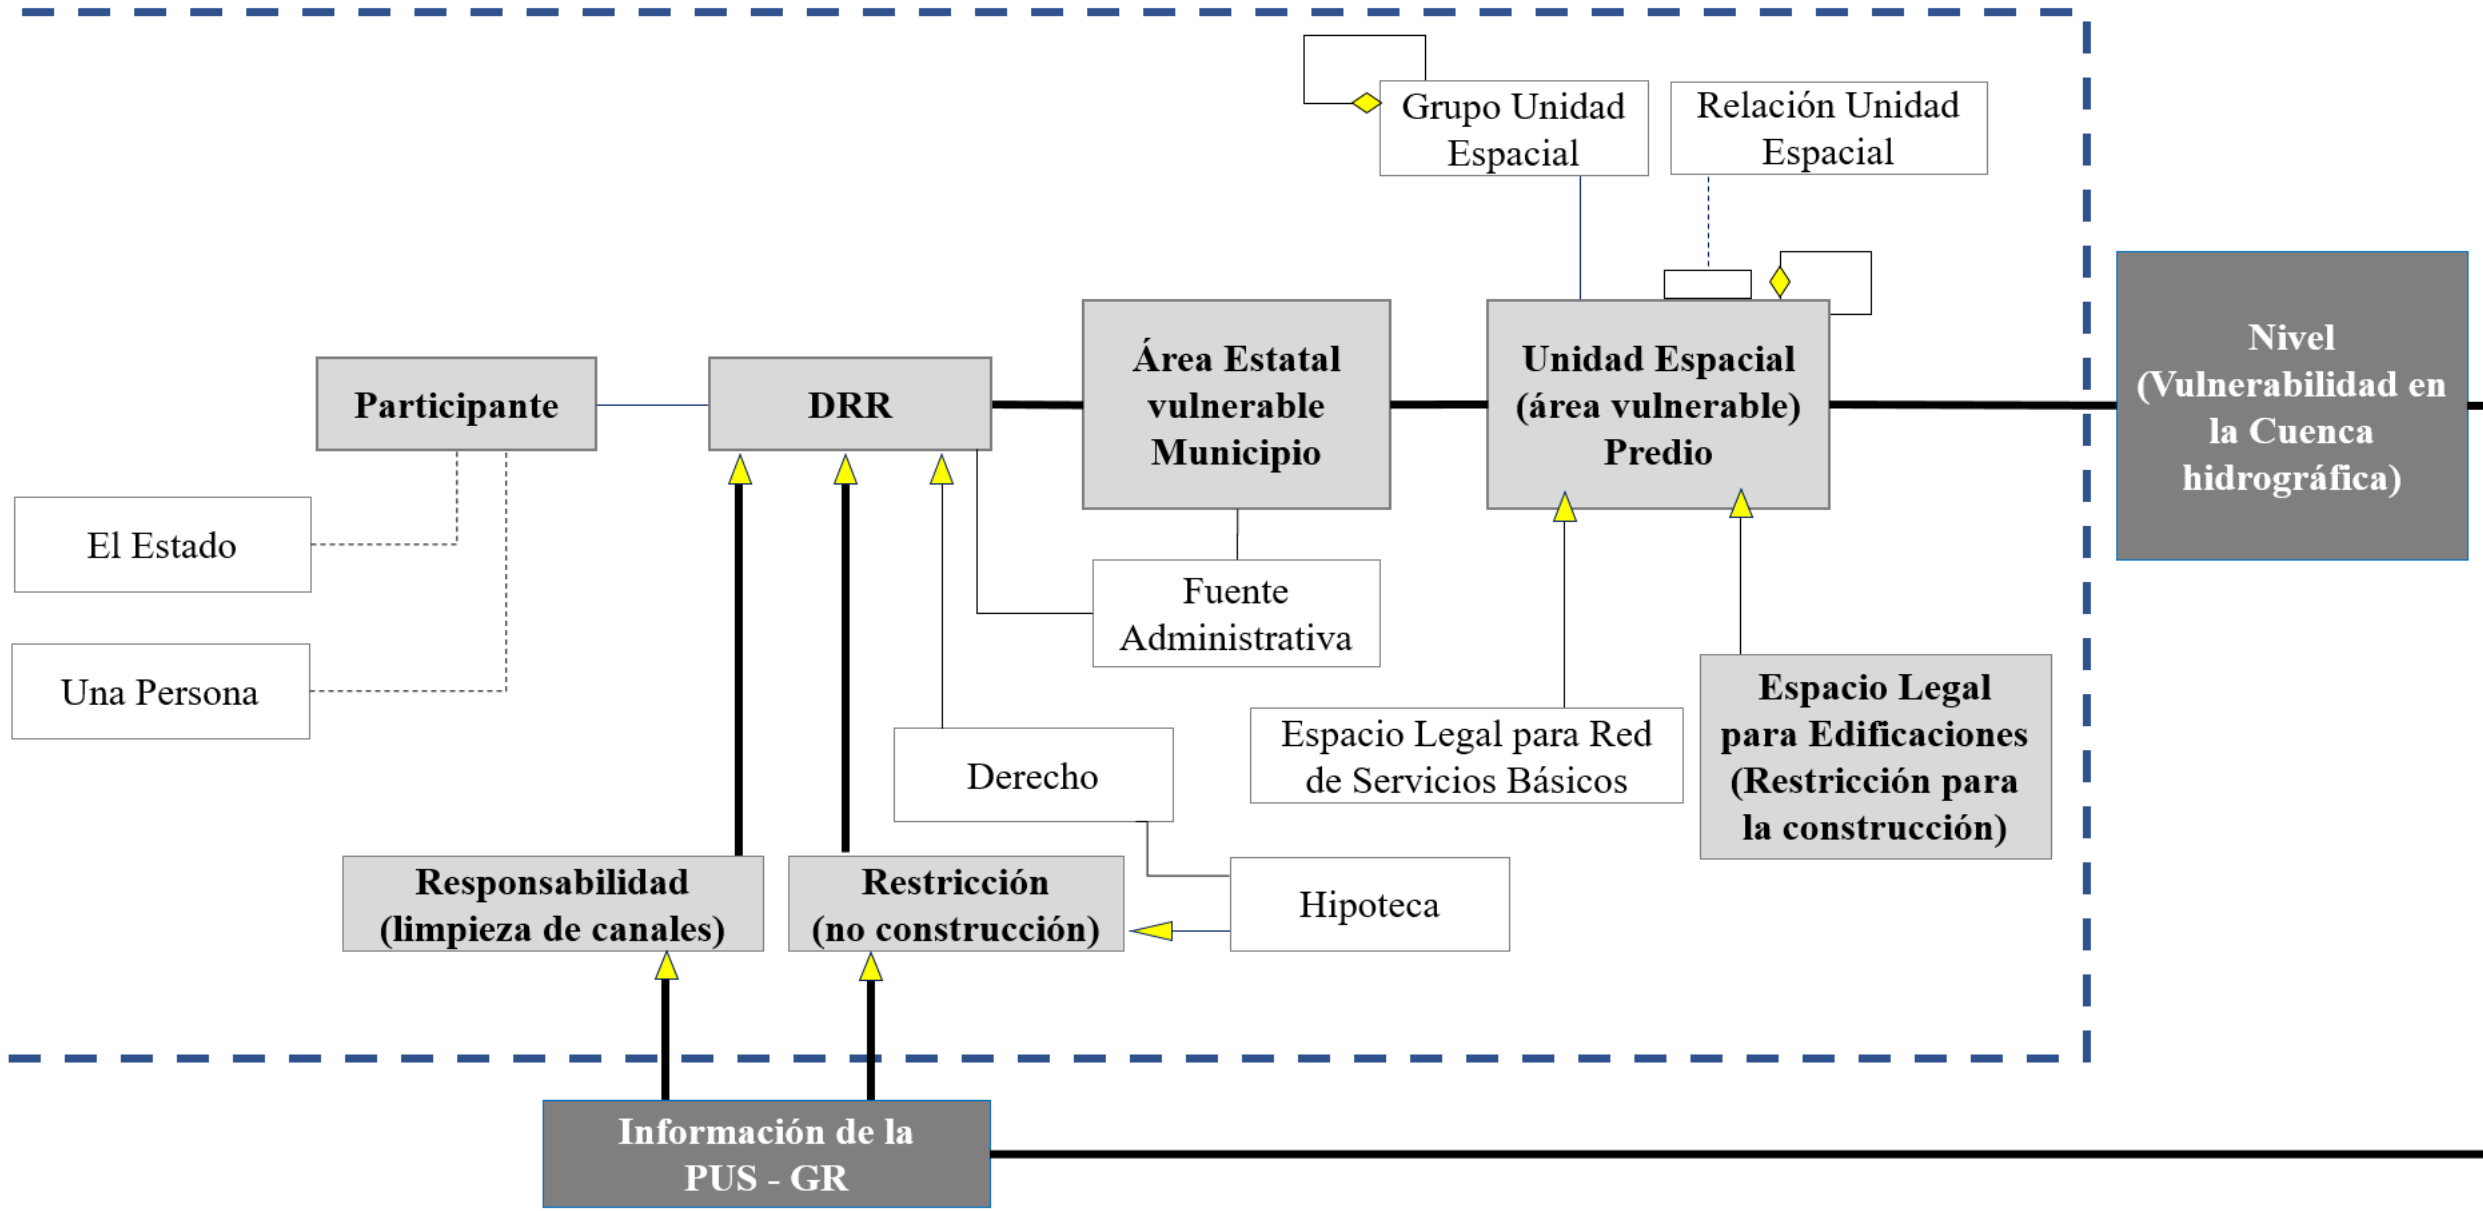 Grupo Unidad
Espacial
Relación Unidad
Espacial
Participante
DRR
Área Estatal
vulnerable
Municipio
Unidad Espacial
(área vulnerable)
Predio
Nivel
(Vulnerabilidad en
la Cuenca
hidrográfica)
El Estado
Una Persona
Fuente
Administrativa
Derecho
Espacio Legal para Red
de Servicios Básicos
Espacio Legal
para Edificaciones
(Restricción para
la construcción)
Responsabilidad
(limpieza de canales)
Restricción
(no construcción)
Hipoteca
Información de la
PUS - GR